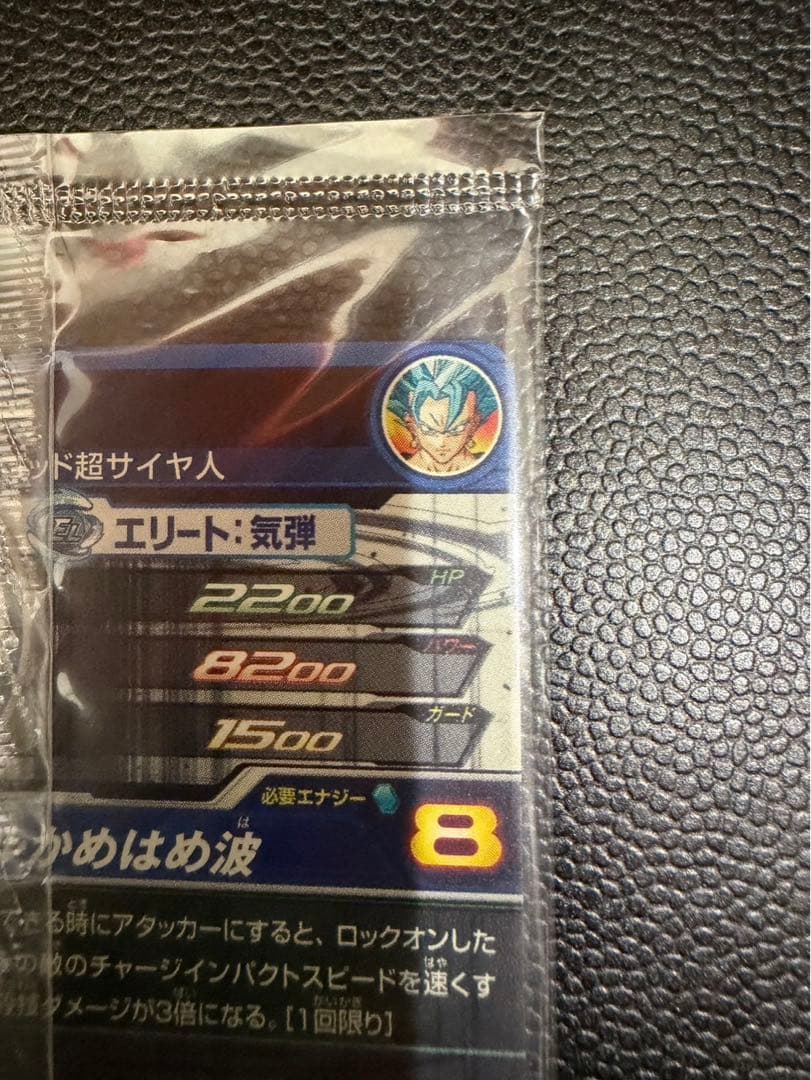 ッド超サイヤ人
エリート:気弾
HP
2200
パワー
8200
ガード
1500
必要エナジー
8
は
かめはめ波
できる時にアタッカーにすると、ロックオンした
の敵のチャージインパクトスピードを速くす
ダメージが3倍になる。[1回限り]